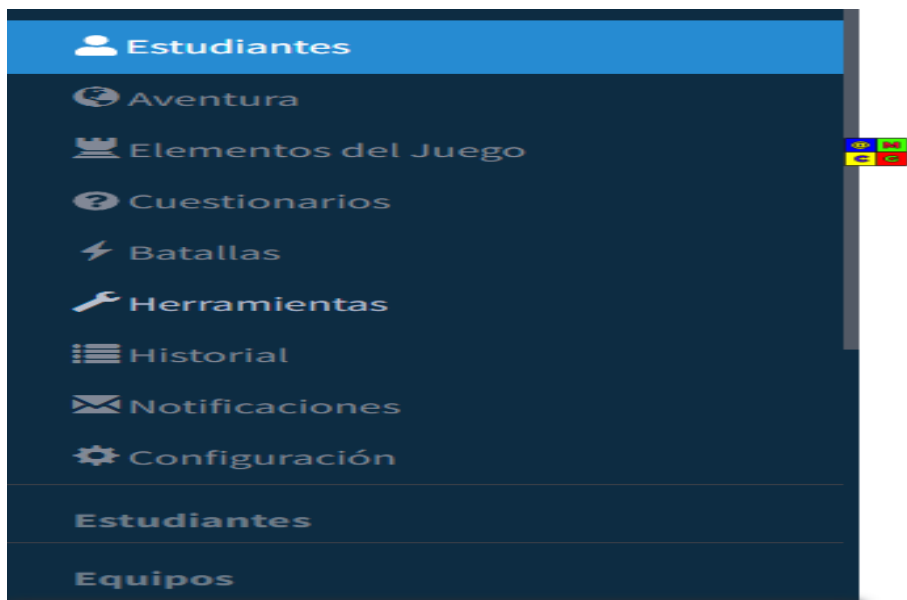 Estudiantes
Aventura
Elementos del Juego
Cuestionarios
Batallas
Herramientas
Historial
Notificaciones
Configuración
Estudiantes
Equipos